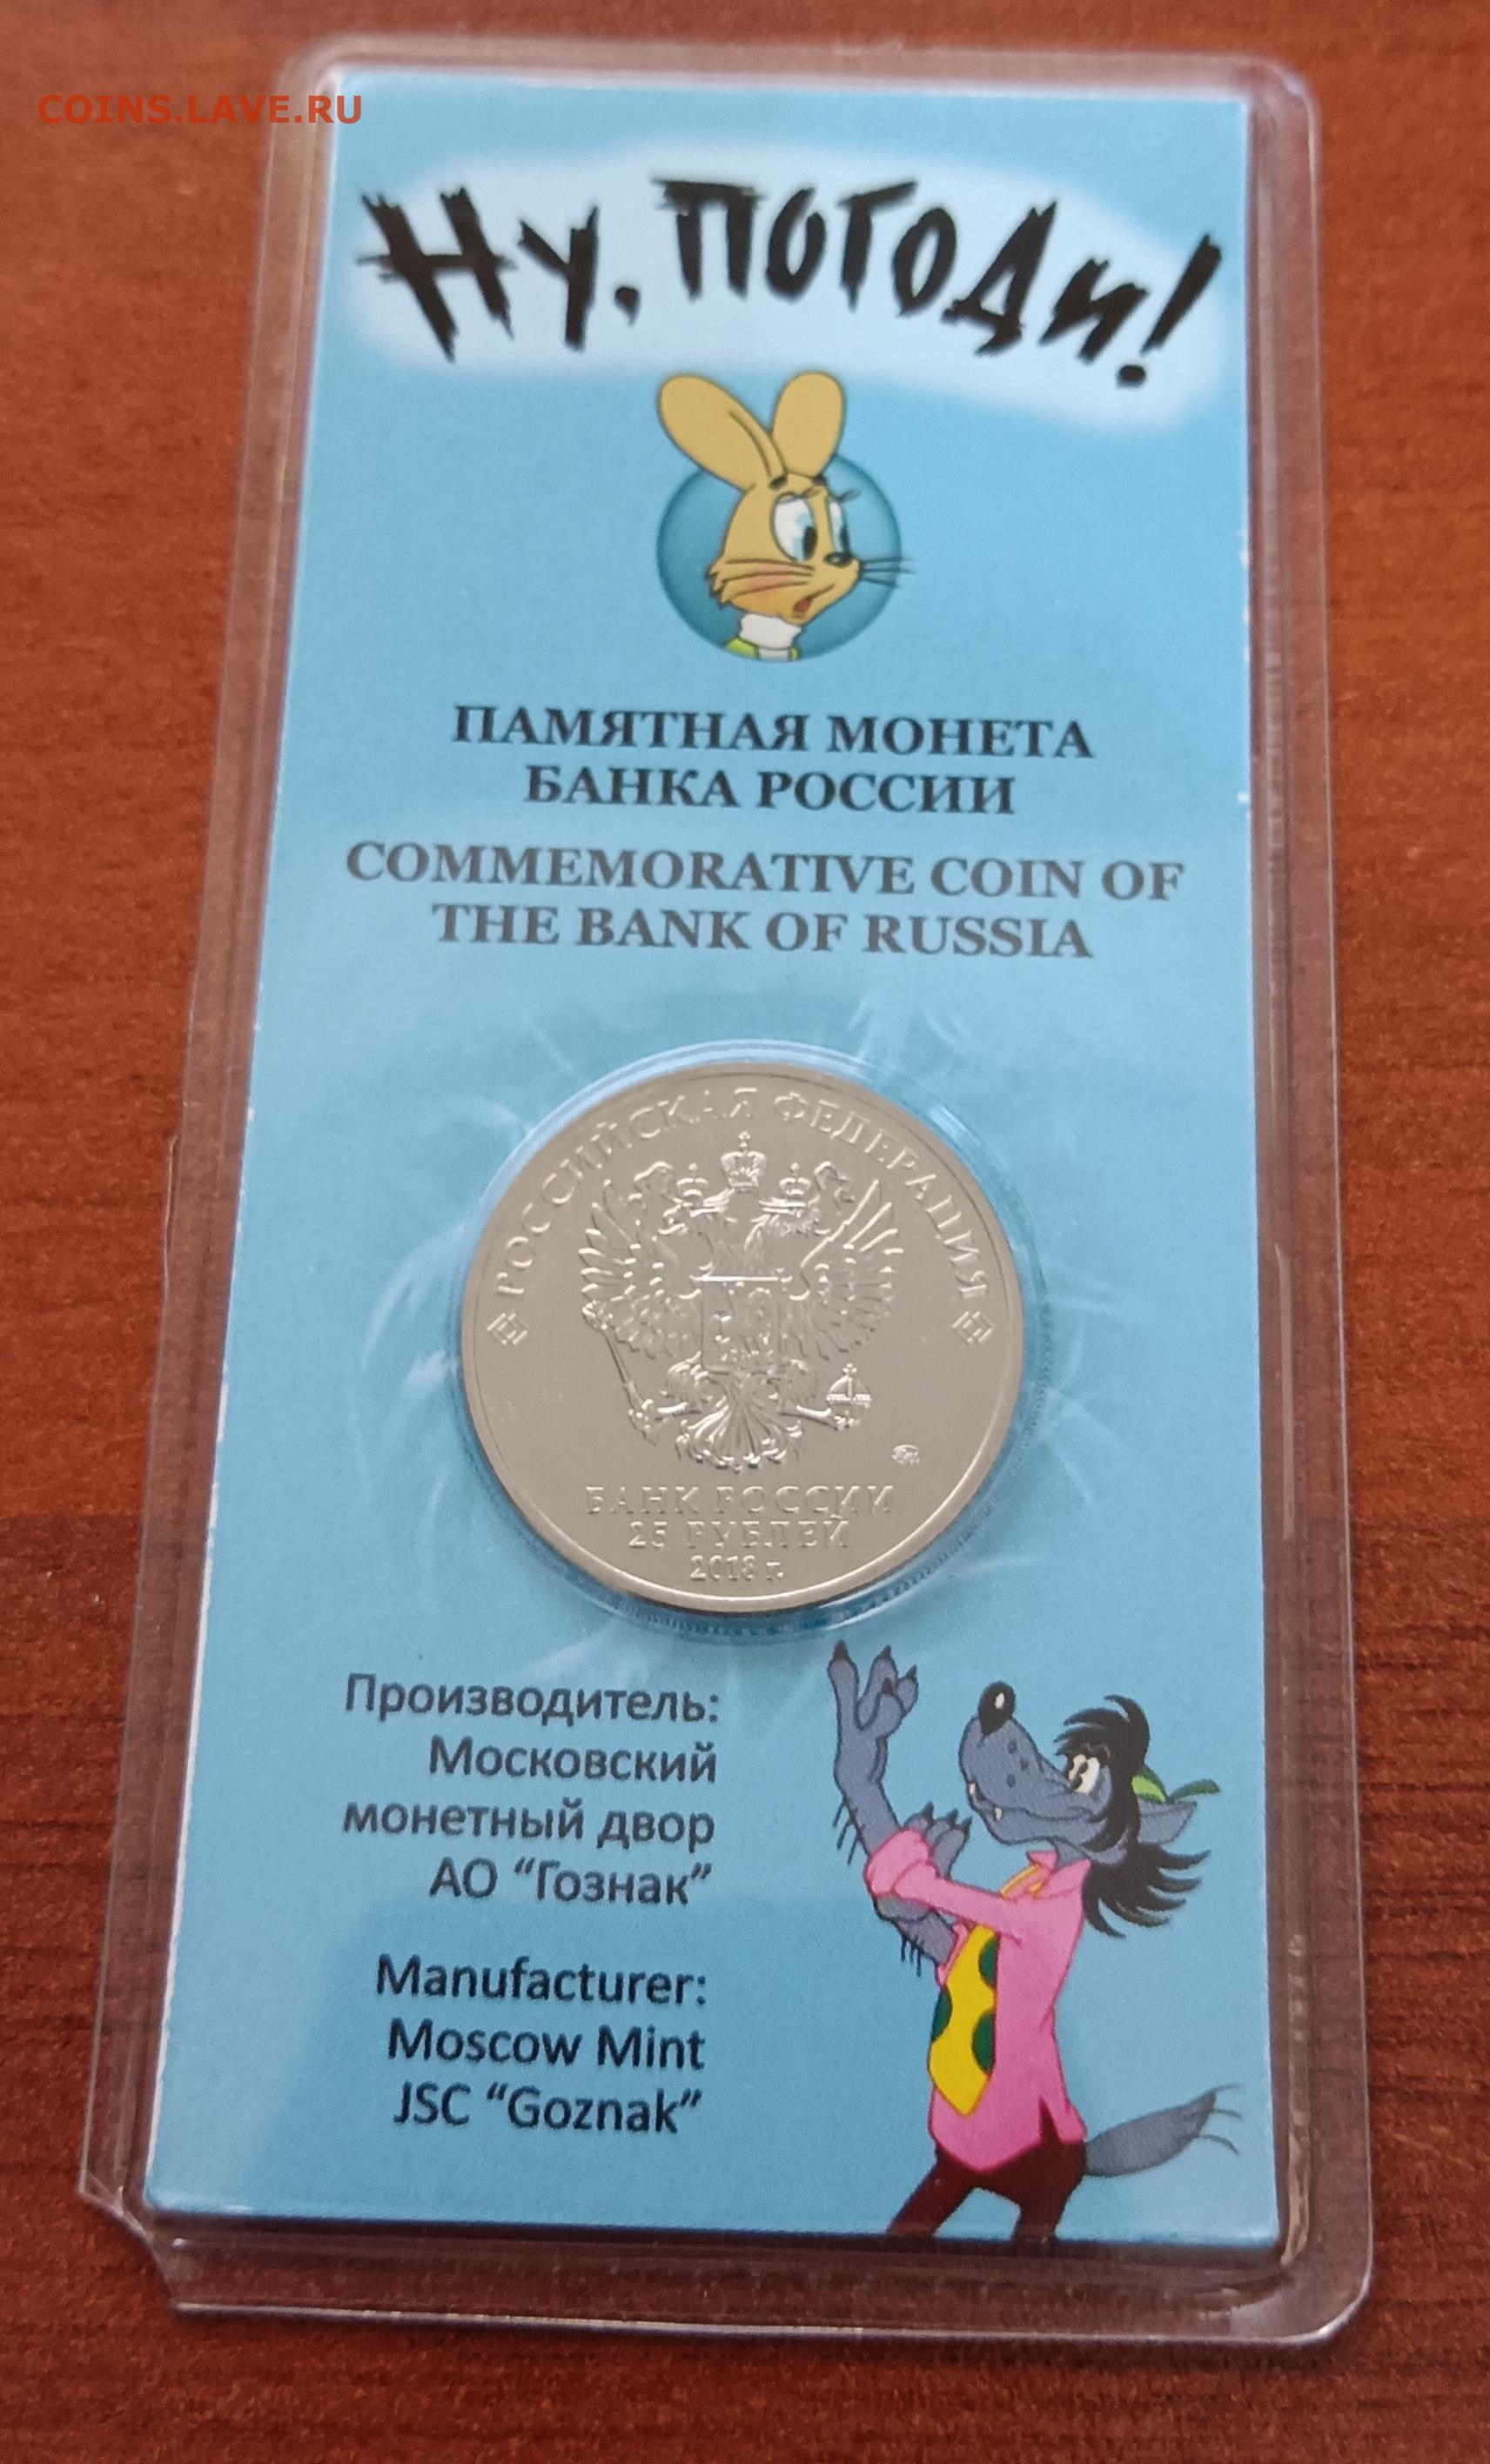 COINS.LAVE.RU
Ну, погоди!
ПАМЯТНАЯ МОНЕТА
БАНКА РОССИИ
COMMEMORATIVE COIN OF
THE BANK OF RUSSIA
РОССИЙСКАЯ ФЕДЕРАЦИЯ
БАНК РОССИИ
25 РУБЛЕЙ
2018 г.
Производитель:
Московский
монетный двор
АО “Гознак”
Manufacturer:
Moscow Mint
JSC “Goznak”